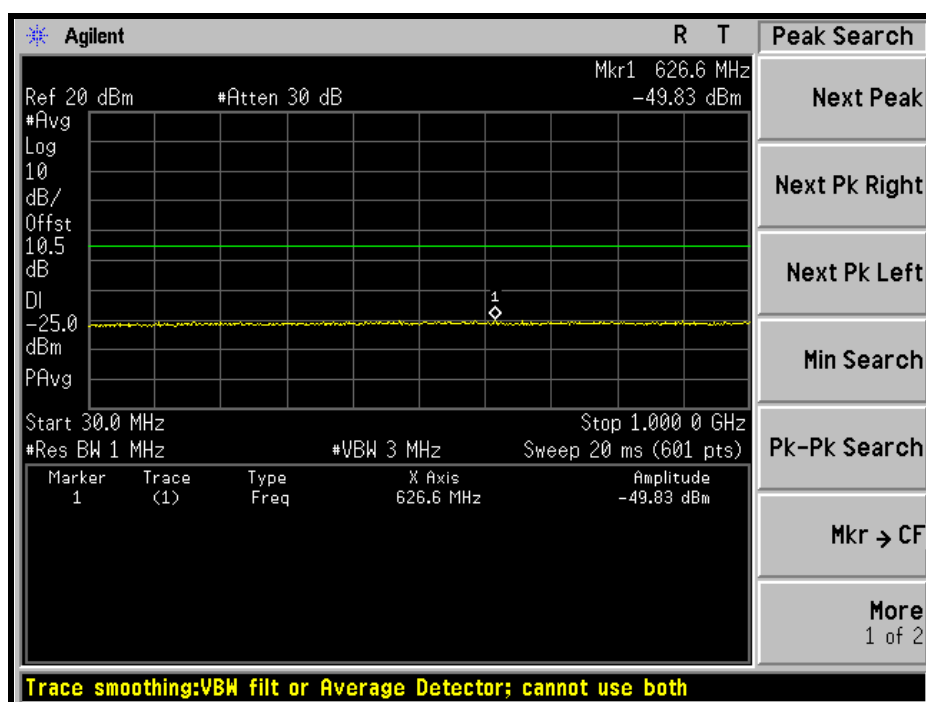 Agilent R T Peak Search
Mkr1 626.6 MHz
Ref 20 dBm #Atten 30 dB −49.83 dBm
#Avg
Log
10
dB/
Offst
10.5
dB
DI
−25.0
dBm
PAvg
1
Start 30.0 MHz Stop 1.000 0 GHz
#Res BW 1 MHz #VBW 3 MHz Sweep 20 ms (601 pts)
Marker Trace Type X Axis Amplitude
1 (1) Freq 626.6 MHz −49.83 dBm
Next Peak
Next Pk Right
Next Pk Left
Min Search
Pk−Pk Search
Mkr → CF
More
1 of 2
Trace smoothing:VBW filt or Average Detector; cannot use both